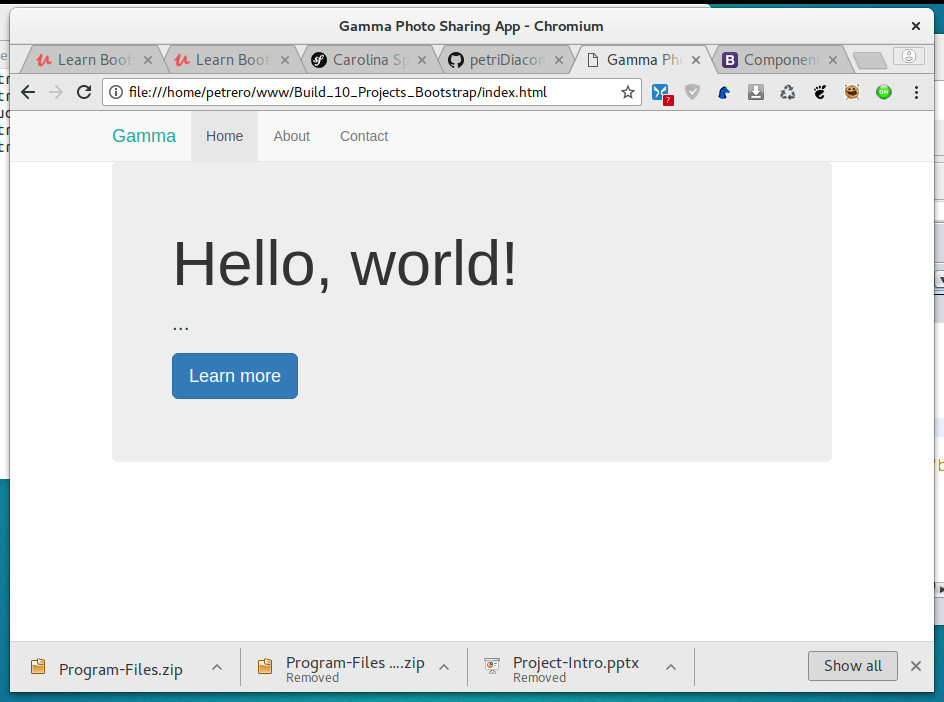 Gamma Photo Sharing App - Chromium
Learn Boot
Learn Boot
Carolina Sp
petriDiacon
Gamma Ph
Component
file:///home/petrero/www/Build_10_Projects_Bootstrap/index.html
?
ON
Gamma
Home
About
Contact
Hello, world!
...
Learn more
Program-Files.zip
Program-Files ....zip
Removed
Project-Intro.pptx
Removed
Show all